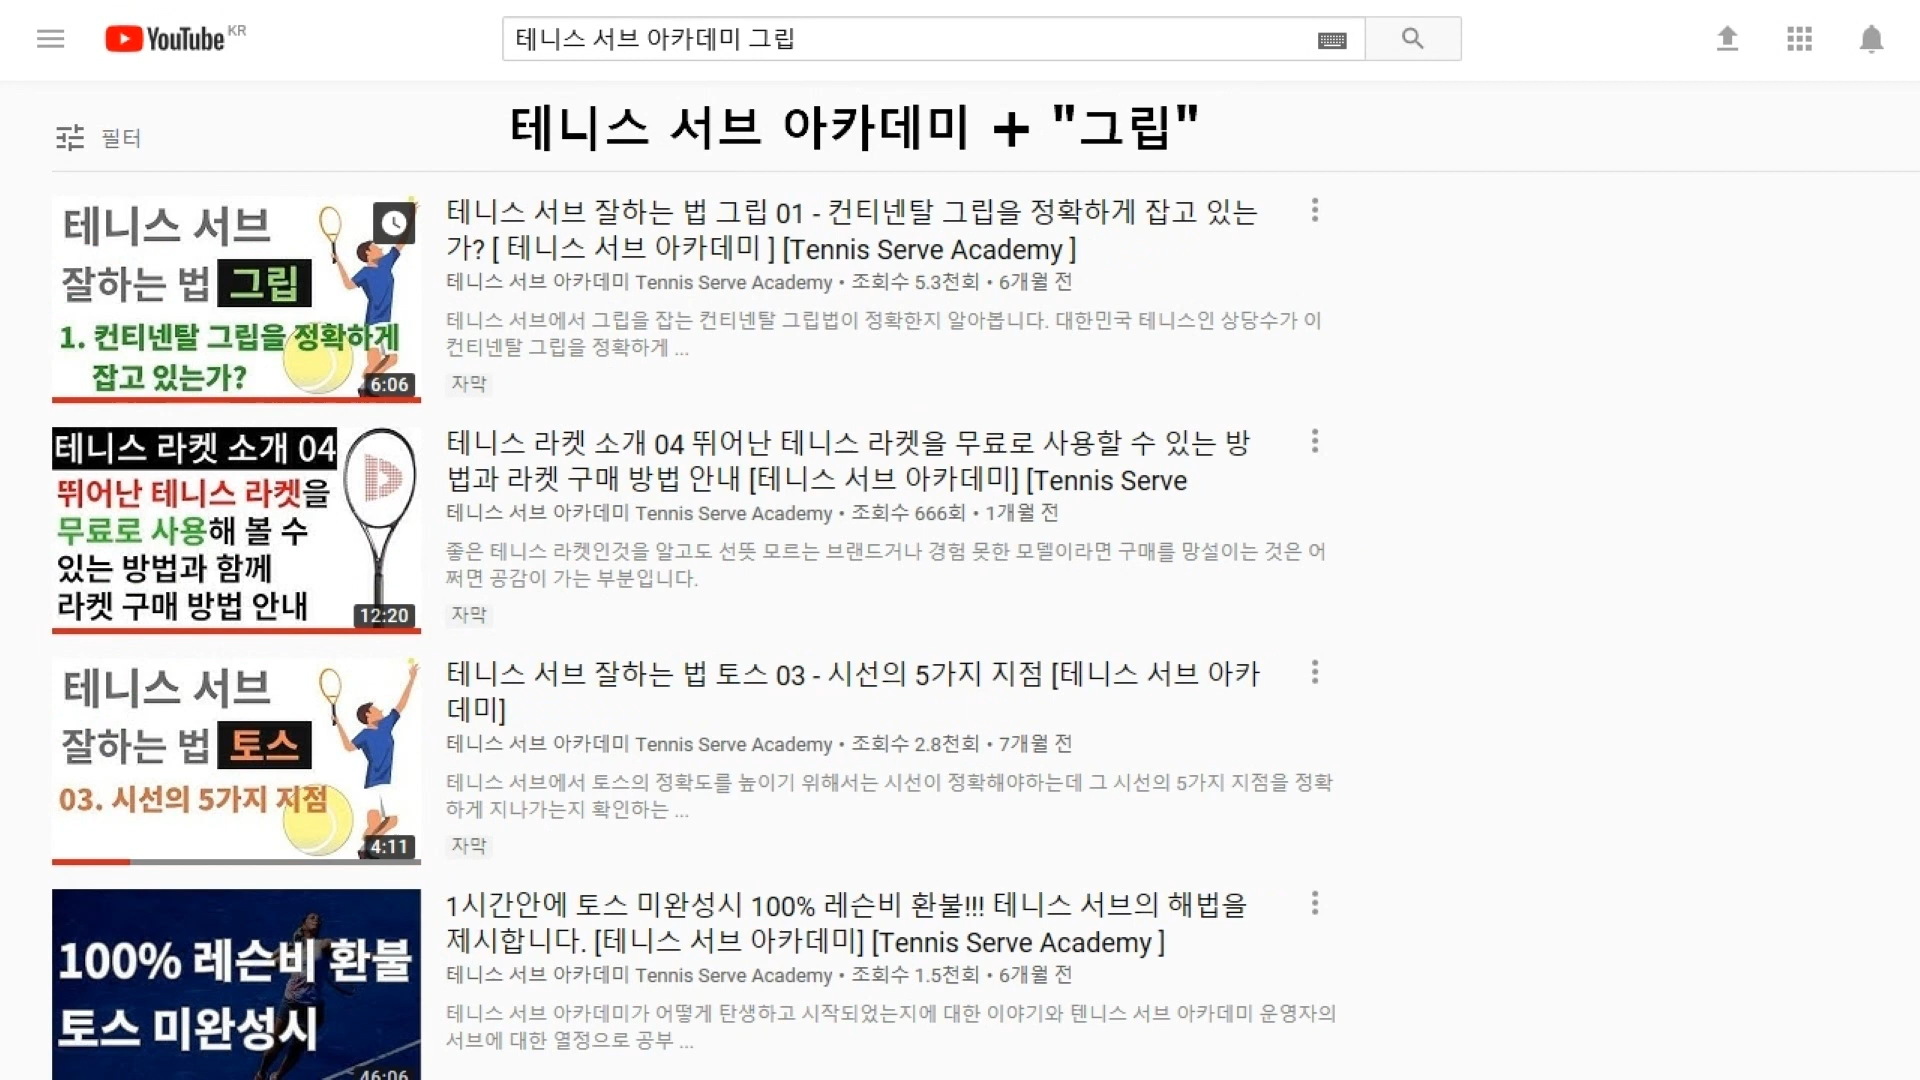 YouTube KR
테니스 서브 아카데미 그립
필터
테니스 서브 아카데미 + "그립"
테니스 서브
잘하는 법 그립
1. 컨티넨탈 그립을 정확하게
잡고 있는가?
6:06
테니스 서브 잘하는 법 그립 01 - 컨티넨탈 그립을 정확하게 잡고 있는
가? [ 테니스 서브 아카데미 ] [Tennis Serve Academy ]
테니스 서브 아카데미 Tennis Serve Academy • 조회수 5.3천회 • 6개월 전
테니스 서브에서 그립을 잡는 컨티넨탈 그립법이 정확한지 알아봅니다. 대한민국 테니스인 상당수가 이
컨티넨탈 그립을 정확하게 ...
자막
테니스 라켓 소개 04
뛰어난 테니스 라켓을
무료로 사용해 볼 수
있는 방법과 함께
라켓 구매 방법 안내
12:20
테니스 라켓 소개 04 뛰어난 테니스 라켓을 무료로 사용할 수 있는 방
법과 라켓 구매 방법 안내 [테니스 서브 아카데미] [Tennis Serve
테니스 서브 아카데미 Tennis Serve Academy • 조회수 666회 • 1개월 전
좋은 테니스 라켓인것을 알고도 선뜻 모르는 브랜드거나 경험 못한 모델이라면 구매를 망설이는 것은 어
쩌면 공감이 가는 부분입니다.
자막
테니스 서브
잘하는 법 토스
03. 시선의 5가지 지점
4:11
테니스 서브 잘하는 법 토스 03 - 시선의 5가지 지점 [테니스 서브 아카
데미]
테니스 서브 아카데미 Tennis Serve Academy • 조회수 2.8천회 • 7개월 전
테니스 서브에서 토스의 정확도를 높이기 위해서는 시선이 정확해야하는데 그 시선의 5가지 지점을 정확
하게 지나가는지 확인하는 ...
자막
100% 레슨비 환불
토스 미완성시
46:06
1시간안에 토스 미완성시 100% 레슨비 환불!!! 테니스 서브의 해법을
제시합니다. [테니스 서브 아카데미] [Tennis Serve Academy ]
테니스 서브 아카데미 Tennis Serve Academy • 조회수 1.5천회 • 6개월 전
테니스 서브 아카데미가 어떻게 탄생하고 시작되었는지에 대한 이야기와 텐니스 서브 아카데미 운영자의
서브에 대한 열정으로 공부 ...